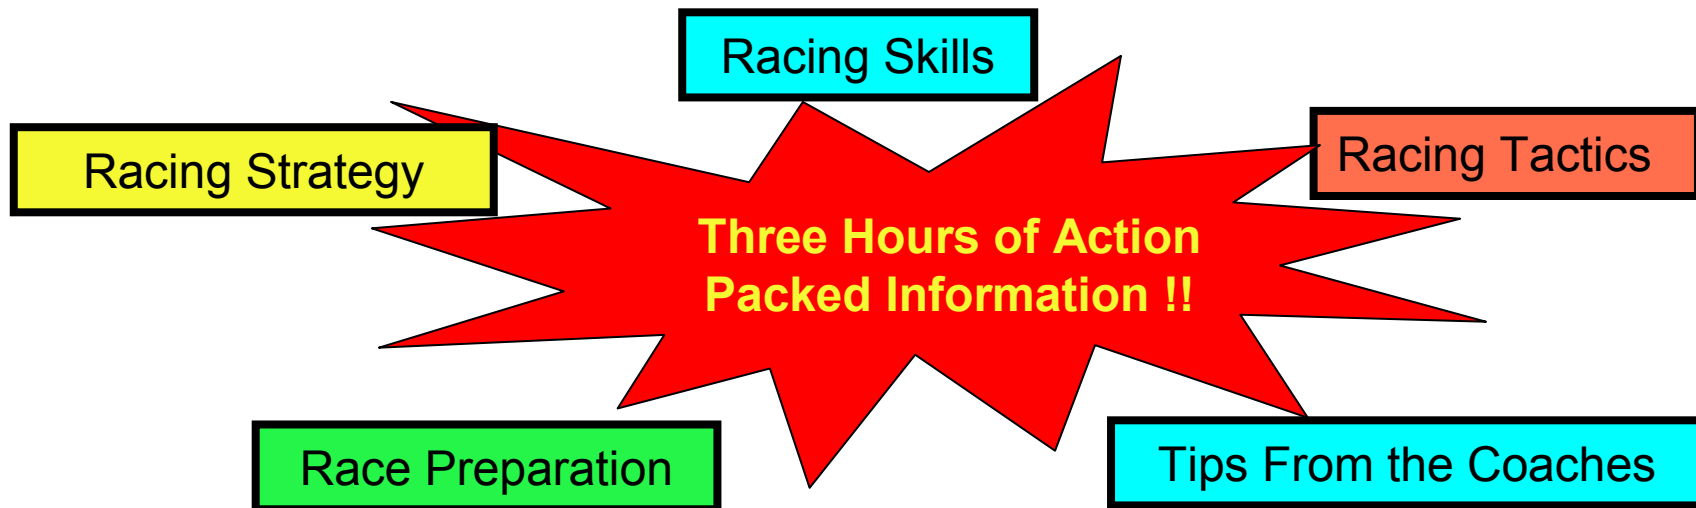 Racing Skills
Racing Strategy
Racing Tactics
Three Hours of Action
Packed Information !!
Race Preparation
Tips From the Coaches